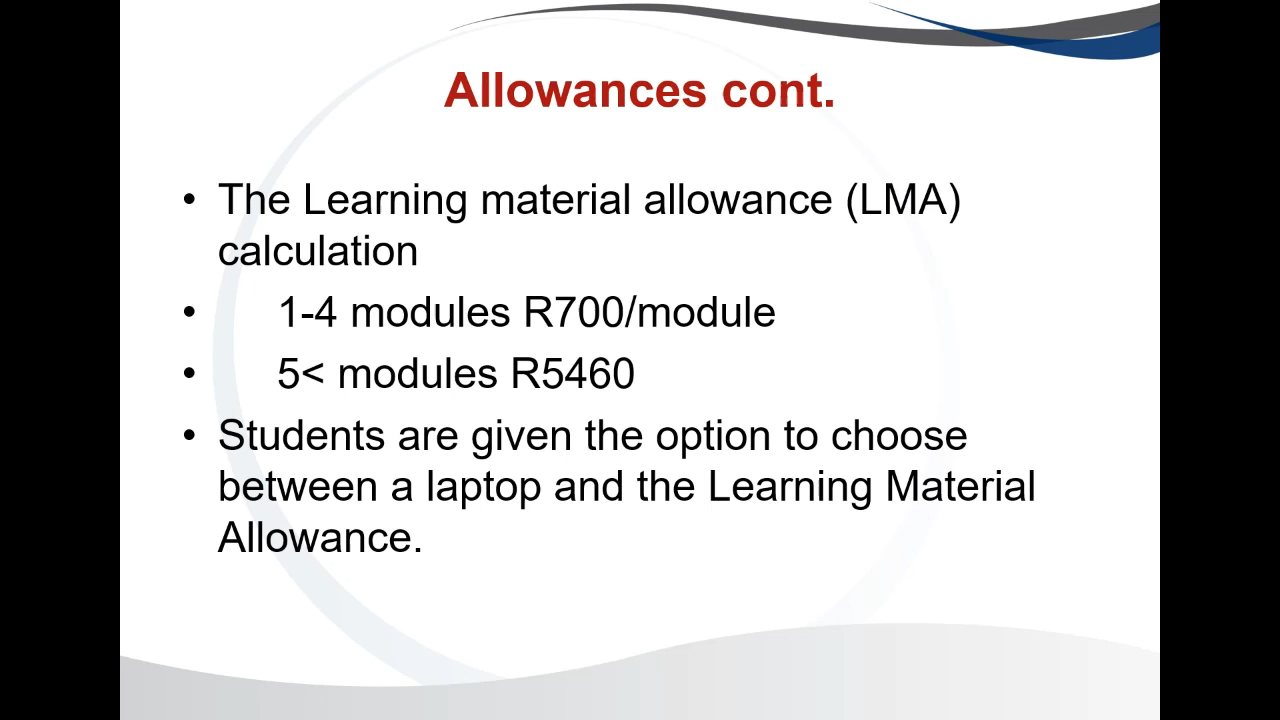 Allowances cont.
• The Learning material allowance (LMA)
calculation
• 1-4 modules R700/module
• 5< modules R5460
• Students are given the option to choose
between a laptop and the Learning Material
Allowance.